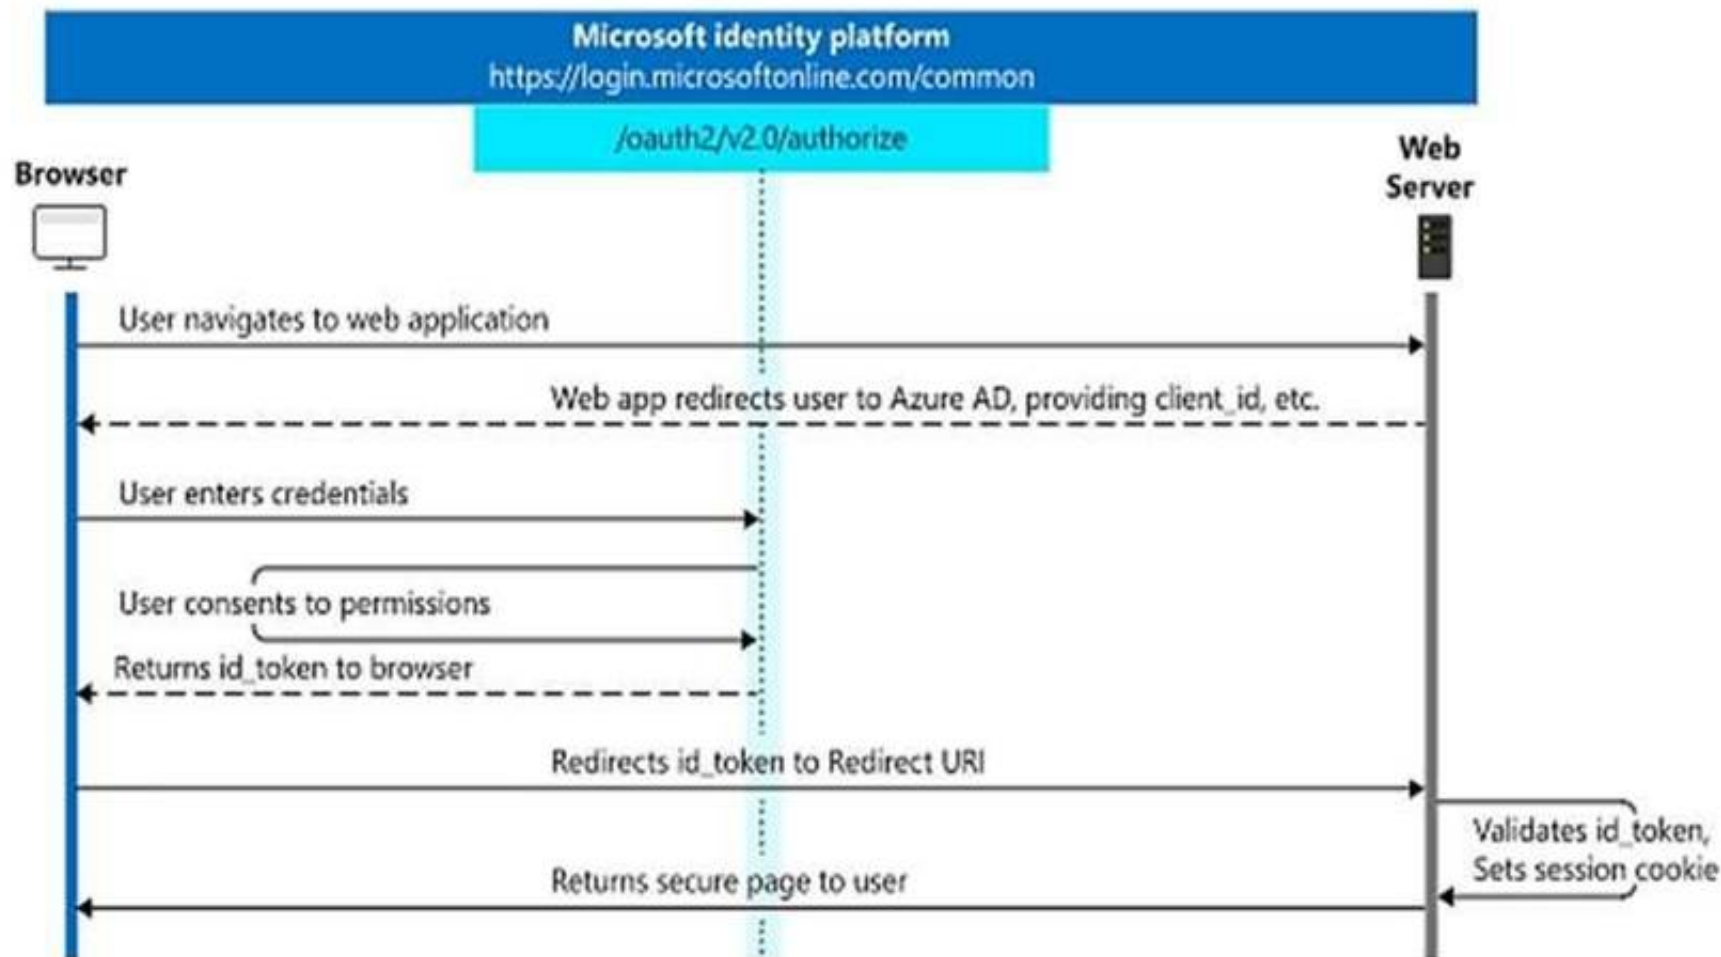 Microsoft identity platform
https://login.microsoftonline.com/common
/oauth2/v2.0/authorize
Browser
Web
Server
User navigates to web application
Web app redirects user to Azure AD, providing client_id, etc.
User enters credentials
User consents to permissions
Returns id_token to browser
Redirects id_token to Redirect URI
Validates id_token,
Sets session cookie
Returns secure page to user